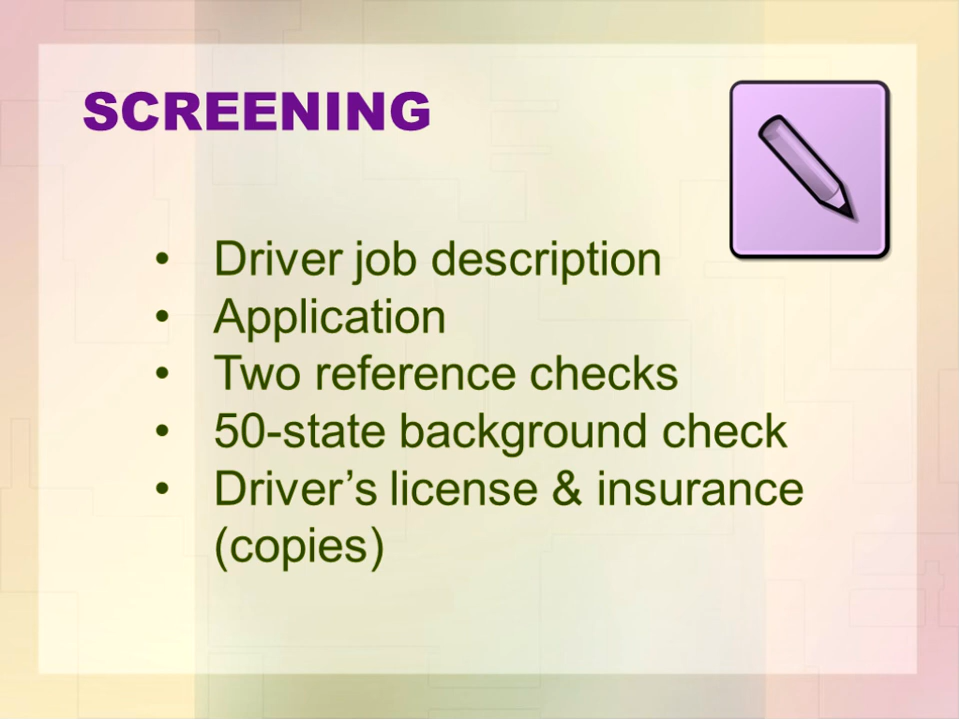 SCREENING
• Driver job description
• Application
• Two reference checks
• 50-state background check
• Driver’s license & insurance
(copies)